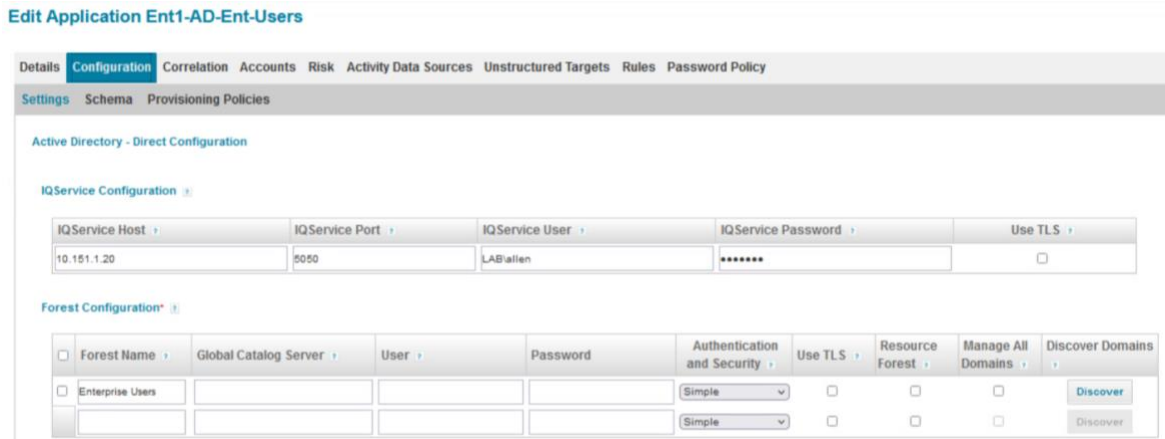 Edit Application Ent1-AD-Ent-Users
Details Configuration Correlation Accounts Risk Activity Data Sources Unstructured Targets Rules Password Policy
Settings Schema Provisioning Policies
Active Directory - Direct Configuration
IQService Configuration ?
IQService Host ? IQService Port ? IQService User ? IQService Password ? Use TLS ?
10.151.1.20 5050 LAB\allen •••••••
Forest Configuration* ?
Forest Name ? Global Catalog Server ? User ? Password Authentication and Security ? Use TLS ? Resource Forest ? Manage All Domains ? Discover Domains ?
Enterprise Users Simple Discover
Simple Discover